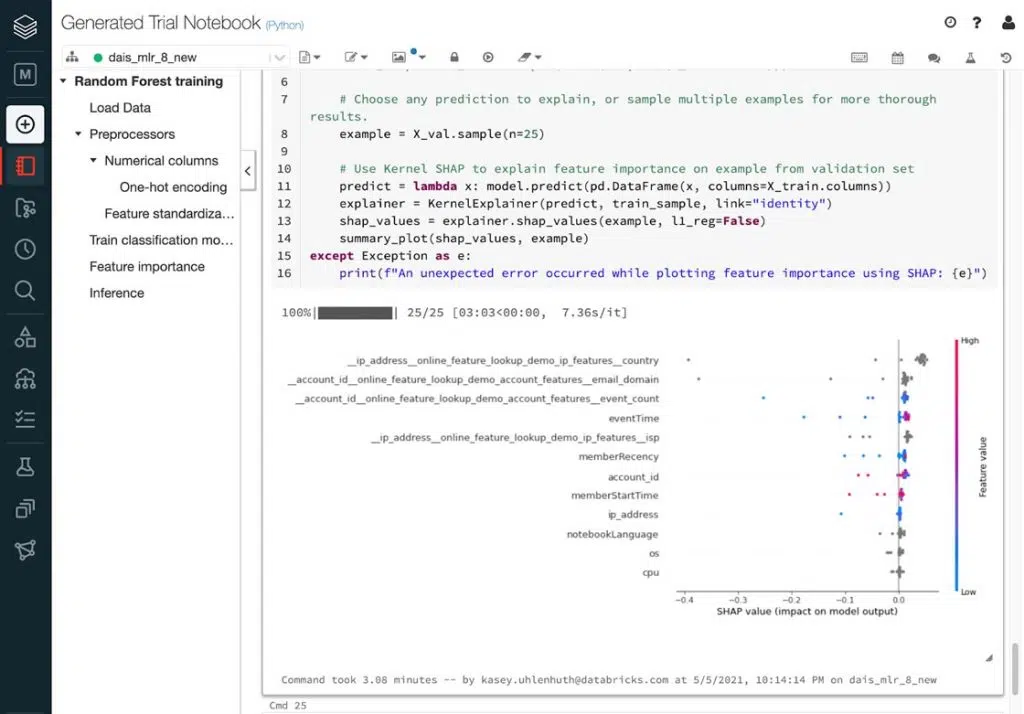 Generated Trial Notebook (Python)
M
dais_mlr_8_new
Random Forest training
Load Data
Preprocessors
Numerical columns
One-hot encoding
Feature standardiza...
Train classification mo...
Feature importance
Inference
6
7 # Choose any prediction to explain, or sample multiple examples for more thorough
results.
8 example = X_val.sample(n=25)
9
10 # Use Kernel SHAP to explain feature importance on example from validation set
11 predict = lambda x: model.predict(pd.DataFrame(x, columns=X_train.columns))
12 explainer = KernelExplainer(predict, train_sample, link="identity")
13 shap_values = explainer.shap_values(example, l1_reg=False)
14 summary_plot(shap_values, example)
15 except Exception as e:
16 print(f"An unexpected error occurred while plotting feature importance using SHAP: {e}")
100%| | 25/25 [03:03<00:00, 7.36s/it]
High
__ip_address__online_feature_lookup_demo_ip_features__country
__account_id__online_feature_lookup_demo_account_features__email_domain
__account_id__online_feature_lookup_demo_account_features__event_count
eventTime
__ip_address__online_feature_lookup_demo_ip_features__isp
memberRecency
account_id
memberStartTime
ip_address
notebookLanguage
os
cpu
Feature value
Low
−0.4 −0.3 −0.2 −0.1 0.0
SHAP value (impact on model output)
Command took 3.08 minutes -- by kasey.uhlenhuth@databricks.com at 5/5/2021, 10:14:14 PM on dais_mlr_8_new
Cmd 25